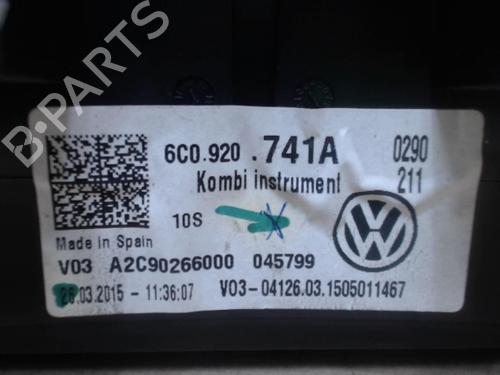 B-PARTS
6C0.920 .741A 0290
Kombi instrument 211
10S
Made in Spain
V03 A2C90266000 045799
26.03.2015 - 11:36:07 V03-04126.03.1505011467